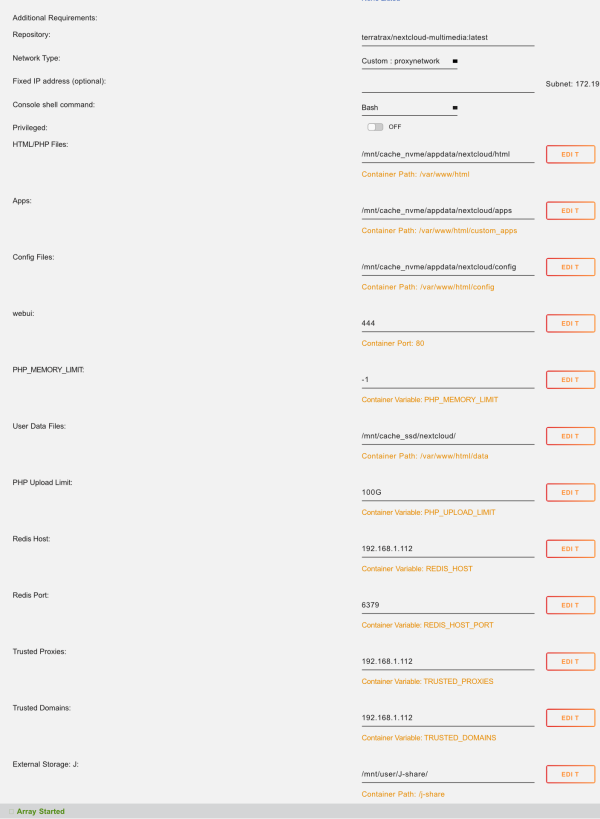 Additional Requirements:
Repository:
terratrax/nextcloud-multimedia:latest
Network Type:
Custom : proxynetwork
Fixed IP address (optional):
Subnet: 172.19
Console shell command:
Bash
Privileged:
OFF
HTML/PHP Files:
/mnt/cache_nvme/appdata/nextcloud/html
EDIT
Container Path: /var/www/html
Apps:
/mnt/cache_nvme/appdata/nextcloud/apps
EDIT
Container Path: /var/www/html/custom_apps
Config Files:
/mnt/cache_nvme/appdata/nextcloud/config
EDIT
Container Path: /var/www/html/config
webui:
444
EDIT
Container Port: 80
PHP_MEMORY_LIMIT:
-1
EDIT
Container Variable: PHP_MEMORY_LIMIT
User Data Files:
/mnt/cache_ssd/nextcloud/
EDIT
Container Path: /var/www/html/data
PHP Upload Limit:
100G
EDIT
Container Variable: PHP_UPLOAD_LIMIT
Redis Host:
192.168.1.112
EDIT
Container Variable: REDIS_HOST
Redis Port:
6379
EDIT
Container Variable: REDIS_HOST_PORT
Trusted Proxies:
192.168.1.112
EDIT
Container Variable: TRUSTED_PROXIES
Trusted Domains:
192.168.1.112
EDIT
Container Variable: TRUSTED_DOMAINS
External Storage: J:
/mnt/user/J-share/
EDIT
Container Path: /j-share
Array Started